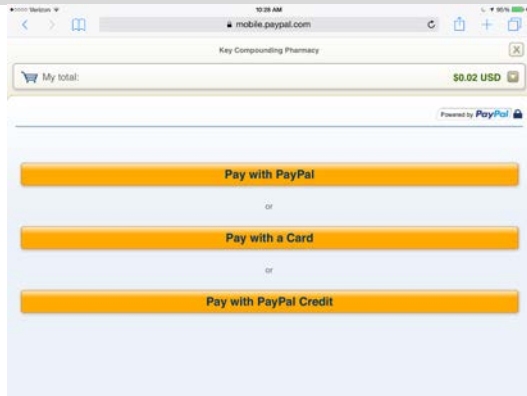 Verizon 10:28 AM 95%
mobile.paypal.com
Key Compounding Pharmacy
My total: $0.02 USD
Powered by PayPal
Pay with PayPal
or
Pay with a Card
or
Pay with PayPal Credit